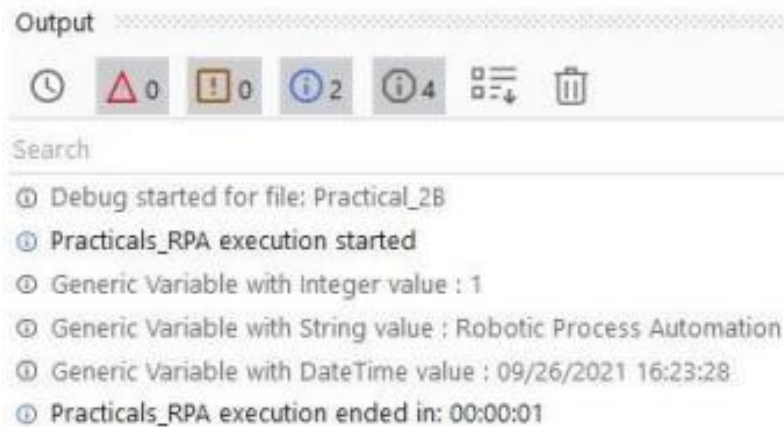 Output
0 0 2 4
Search
Debug started for file: Practical_2B
Practicals_RPA execution started
Generic Variable with Integer value : 1
Generic Variable with String value : Robotic Process Automation
Generic Variable with DateTime value : 09/26/2021 16:23:28
Practicals_RPA execution ended in: 00:00:01